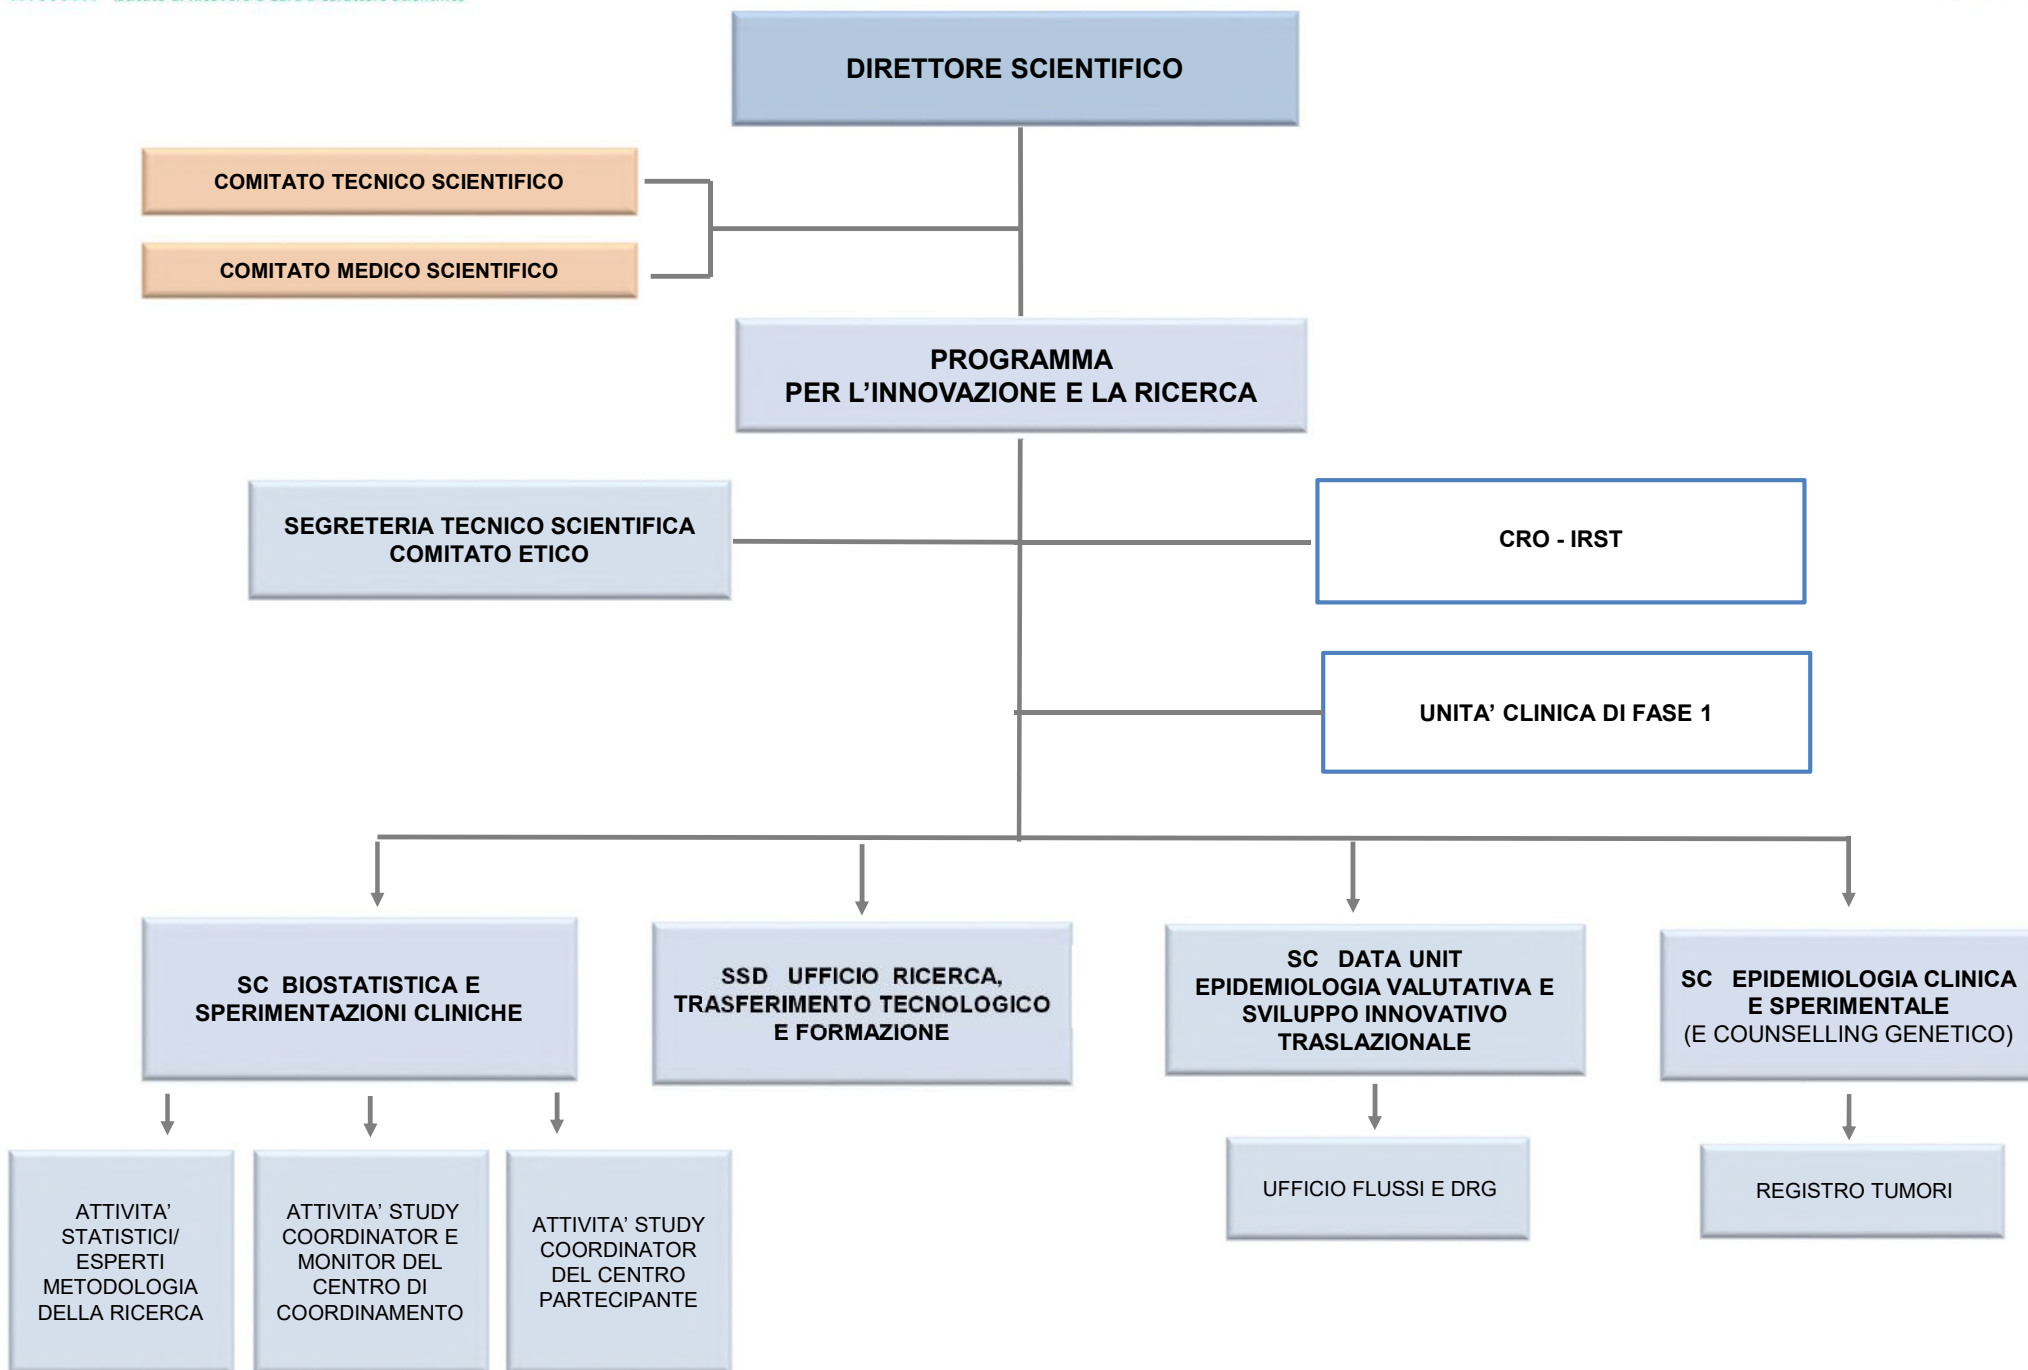 DIRETTORE SCIENTIFICO
COMITATO TECNICO SCIENTIFICO
COMITATO MEDICO SCIENTIFICO
PROGRAMMA
PER L’INNOVAZIONE E LA RICERCA
SEGRETERIA TECNICO SCIENTIFICA
COMITATO ETICO
CRO - IRST
UNITA’ CLINICA DI FASE 1
SC BIOSTATISTICA E
SPERIMENTAZIONI CLINICHE
SSD UFFICIO RICERCA,
TRASFERIMENTO TECNOLOGICO
E FORMAZIONE
SC DATA UNIT
EPIDEMIOLOGIA VALUTATIVA E
SVILUPPO INNOVATIVO
TRASLAZIONALE
SC EPIDEMIOLOGIA CLINICA
E SPERIMENTALE
(E COUNSELLING GENETICO)
ATTIVITA’
STATISTICI/
ESPERTI
METODOLOGIA
DELLA RICERCA
ATTIVITA’ STUDY
COORDINATOR E
MONITOR DEL
CENTRO DI
COORDINAMENTO
ATTIVITA’ STUDY
COORDINATOR
DEL CENTRO
PARTECIPANTE
UFFICIO FLUSSI E DRG
REGISTRO TUMORI